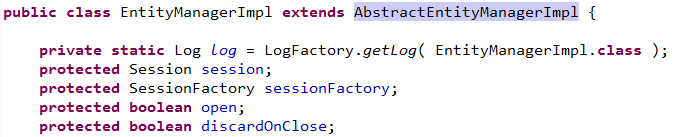 public class EntityManagerImpl extends AbstractEntityManagerImpl {
private static Log log = LogFactory.getLog( EntityManagerImpl.class );
protected Session session;
protected SessionFactory sessionFactory;
protected boolean open;
protected boolean discardOnClose;